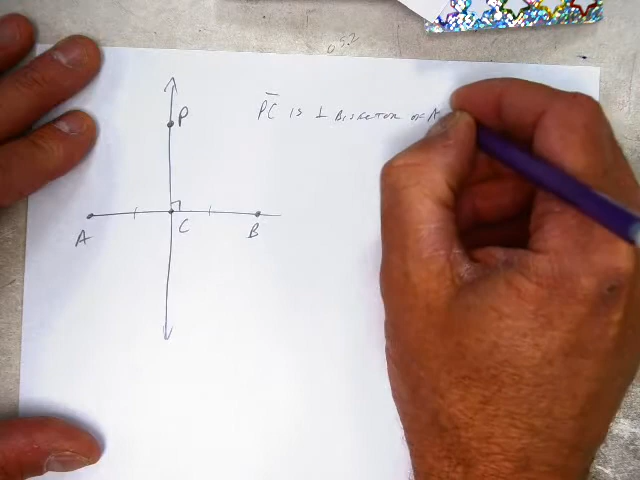 P
PC is ⊥ Bisector of A
C
A
B